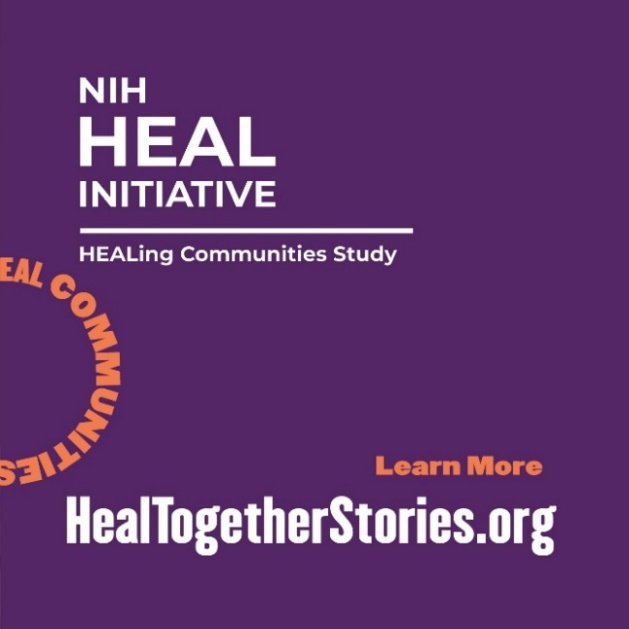 NIH
HEAL
INITIATIVE
HEALing Communities Study
EAL COMMUNITIES
Learn More
HealTogetherStories.org